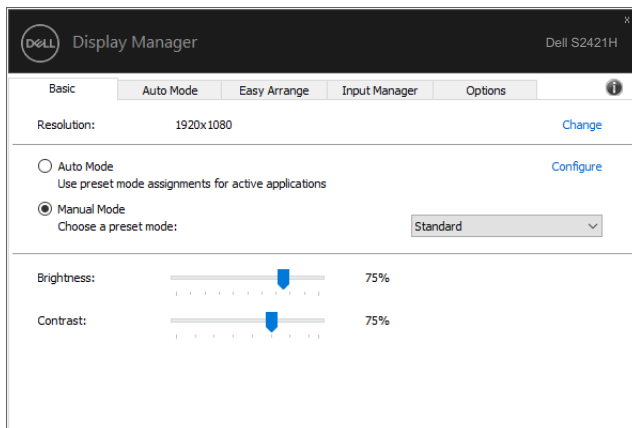 DELL Display Manager Dell S2421H
Basic Auto Mode Easy Arrange Input Manager Options
Resolution: 1920x1080 Change
Auto Mode Configure
Use preset mode assignments for active applications
Manual Mode
Choose a preset mode: Standard
Brightness: 75%
Contrast: 75%